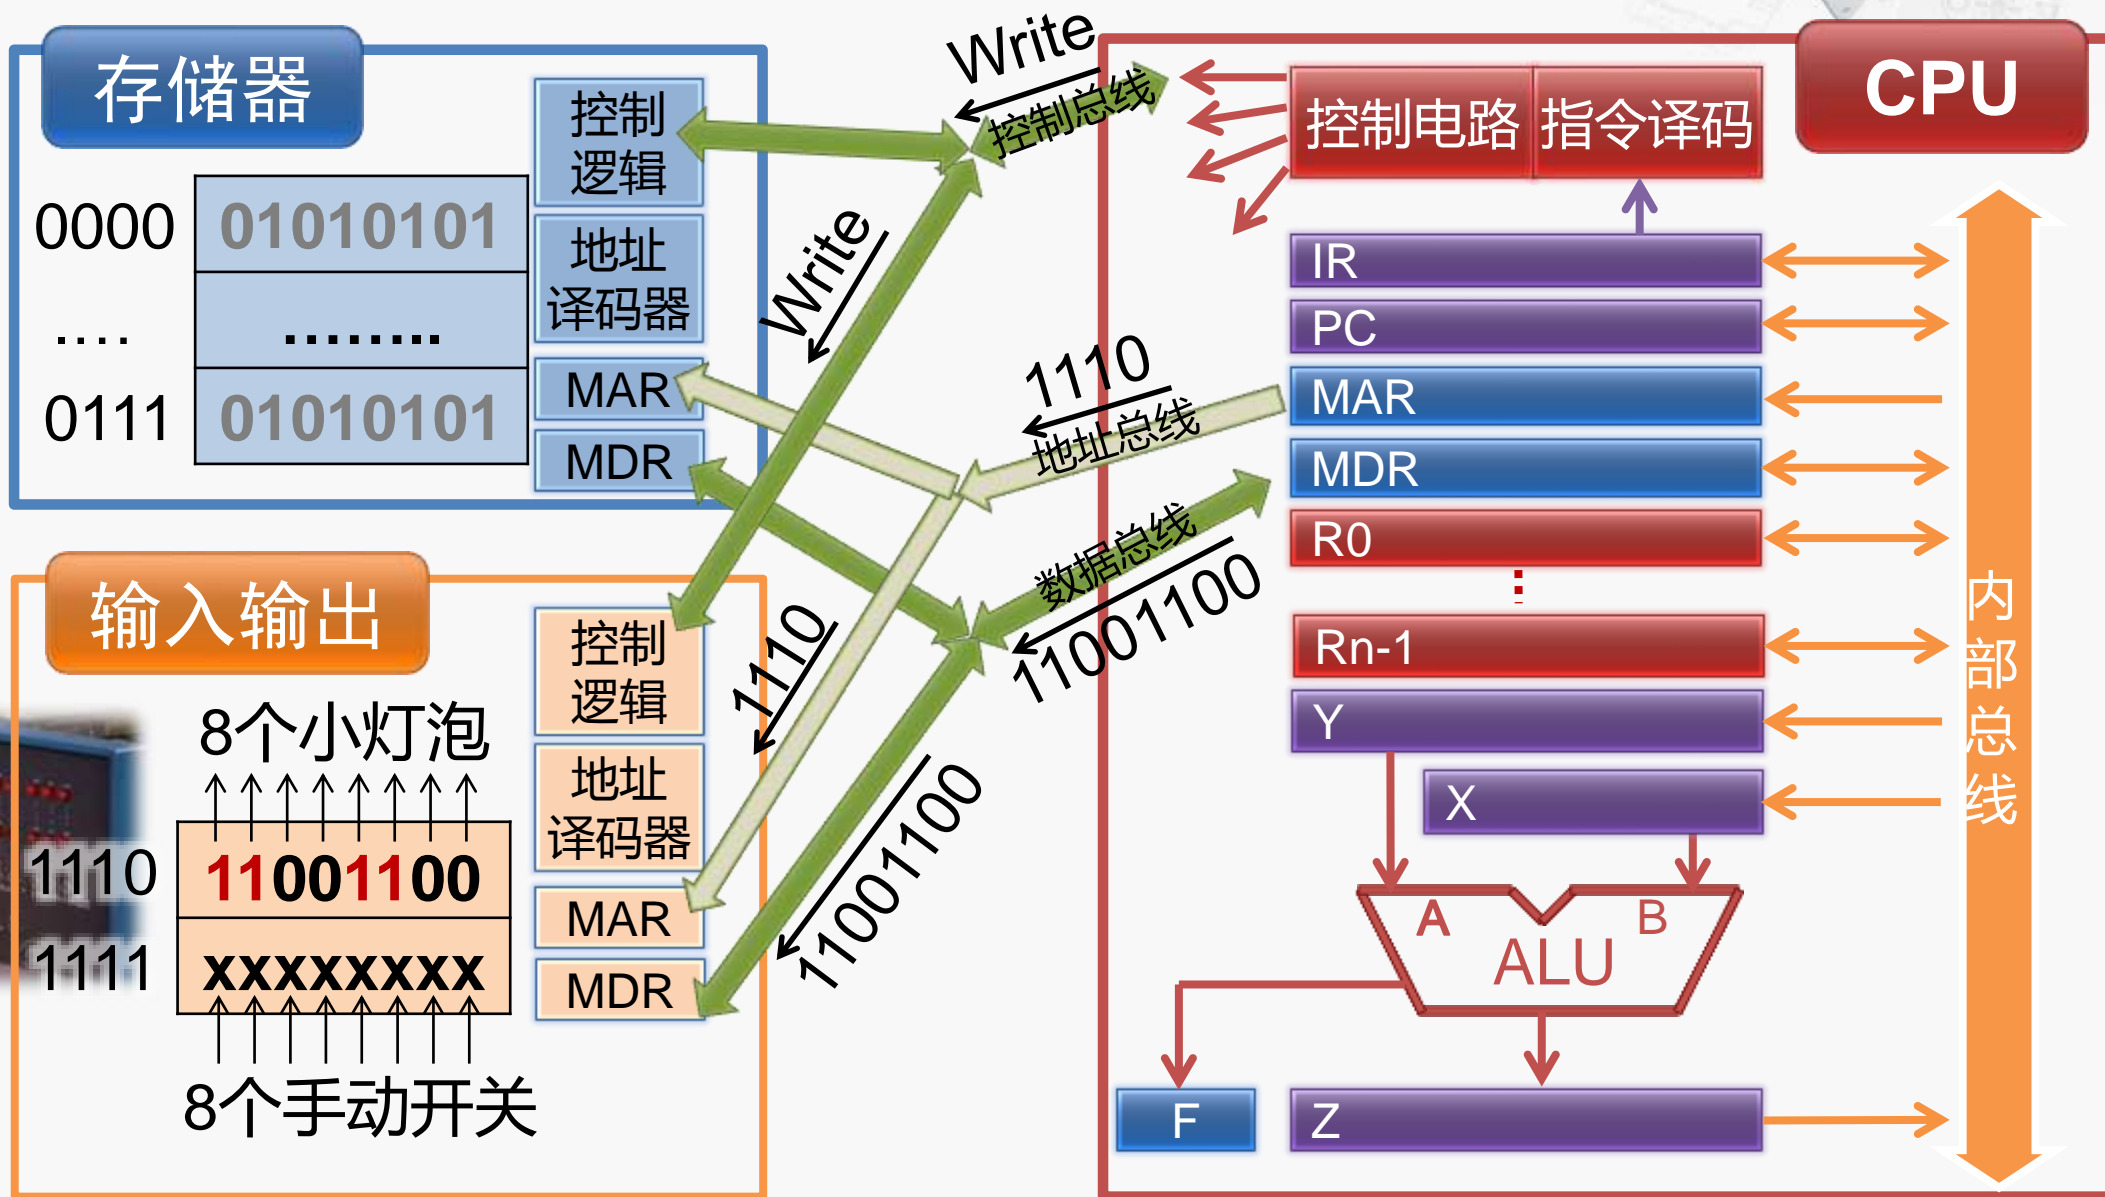 存储器
控制
逻辑
0000
01010101
地址
译码器
....
........
MAR
0111
01010101
MDR
输入输出
控制
逻辑
8个小灯泡
地址
译码器
1110
11001100
MAR
1111
xxxxxxxx
MDR
8个手动开关
Write
控制总线
Write
1110
地址总线
数据总线
11001100
1110
11001100
CPU
控制电路
指令译码
IR
PC
MAR
MDR
R0
Rn-1
Y
X
A
B
ALU
F
Z
内部总线